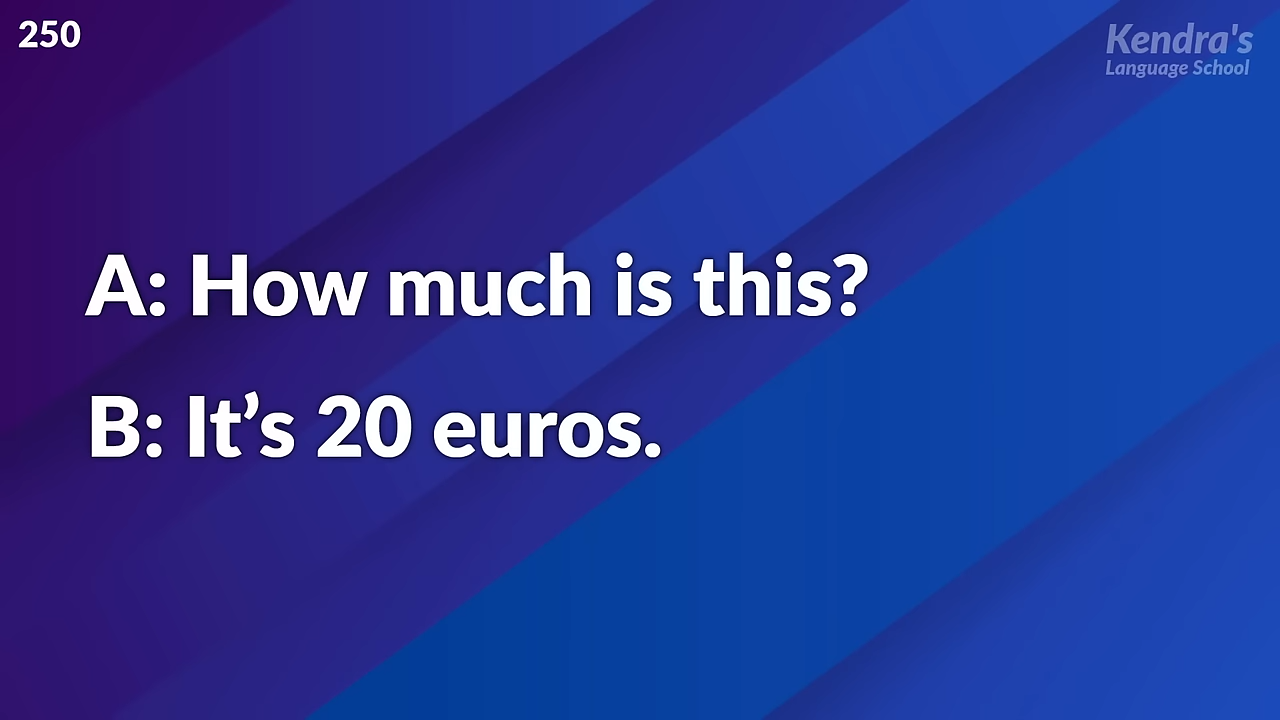 250
Kendra's
Language School
A: How much is this?
B: It’s 20 euros.